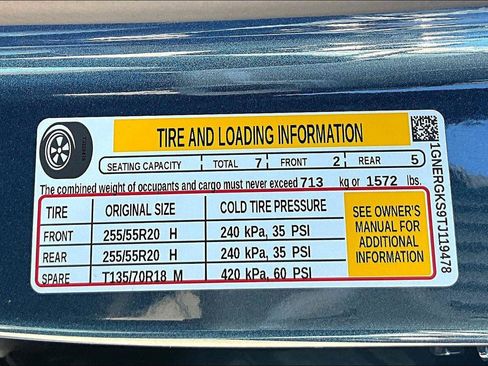 TIRE AND LOADING INFORMATION
SEATING CAPACITY TOTAL 7 FRONT 2 REAR 5
The combined weight of occupants and cargo must never exceed 713 kg or 1572 lbs.
TIRE ORIGINAL SIZE COLD TIRE PRESSURE
FRONT 255/55R20 H 240 kPa, 35 PSI
REAR 255/55R20 H 240 kPa, 35 PSI
SPARE T135/70R18 M 420 kPa, 60 PSI
SEE OWNER'S
MANUAL FOR
ADDITIONAL
INFORMATION
1GNERGKS9TJ119478